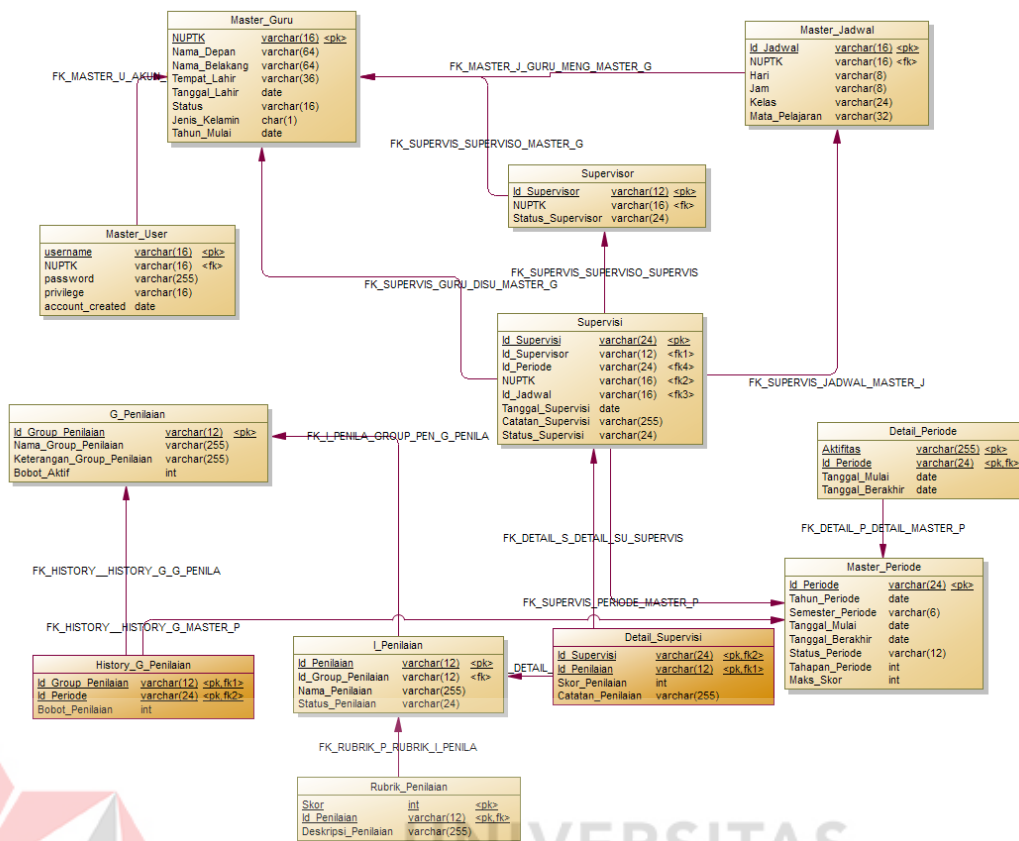 Master_Guru
NUPTK varchar(16) <pk>
Nama_Depan varchar(64)
Nama_Belakang varchar(64)
Tempat_Lahir varchar(36)
Tanggal_Lahir date
Status varchar(16)
Jenis_Kelamin char(1)
Tahun_Mulai date
Master_Jadwal
Id_Jadwal varchar(16) <pk>
NUPTK varchar(16) <fk>
Hari varchar(8)
Jam varchar(8)
Kelas varchar(24)
Mata_Pelajaran varchar(32)
FK_MASTER_U_AKUN_
FK_MASTER_J_GURU_MENG_MASTER_G
FK_SUPERVIS_SUPERVISO_MASTER_G
Supervisor
Id_Supervisor varchar(12) <pk>
NUPTK varchar(16) <fk>
Status_Supervisor varchar(24)
Master_User
username varchar(16) <pk>
NUPTK varchar(16) <fk>
password varchar(255)
privilege varchar(16)
account_created date
FK_SUPERVIS_SUPERVISO_SUPERVIS
FK_SUPERVIS_GURU_DISU_MASTER_G
Supervisi
Id_Supervisi varchar(24) <pk>
Id_Supervisor varchar(12) <fk1>
Id_Periode varchar(24) <fk4>
NUPTK varchar(16) <fk2>
Id_Jadwal varchar(16) <fk3>
Tanggal_Supervisi date
Catatan_Supervisi varchar(255)
Status_Supervisi varchar(24)
FK_SUPERVIS_JADWAL_MASTER_J
G_Penilaian
Id_Group_Penilaian varchar(12) <pk>
Nama_Group_Penilaian varchar(255)
Keterangan_Group_Penilaian varchar(255)
Bobot_Aktif int
FK_I_PENILA_GROUP_PEN_G_PENILA
Detail_Periode
Aktifitas varchar(255) <pk>
Id_Periode varchar(24) <pk,fk>
Tanggal_Mulai date
Tanggal_Berakhir date
FK_DETAIL_P_DETAIL_MASTER_P
FK_DETAIL_S_DETAIL_SU_SUPERVIS
FK_HISTORY__HISTORY_G_G_PENILA
FK_SUPERVIS_PERIODE_MASTER_P
FK_HISTORY__HISTORY_G_MASTER_P
Master_Periode
Id_Periode varchar(24) <pk>
Tahun_Periode date
Semester_Periode varchar(6)
Tanggal_Mulai date
Tanggal_Berakhir date
Status_Periode varchar(12)
Tahapan_Periode int
Maks_Skor int
History_G_Penilaian
Id_Group_Penilaian varchar(12) <pk,fk1>
Id_Periode varchar(24) <pk,fk2>
Bobot_Penilaian int
I_Penilaian
Id_Penilaian varchar(12) <pk>
Id_Group_Penilaian varchar(12) <fk>
Nama_Penilaian varchar(255)
Status_Penilaian varchar(24)
_DETAIL_
Detail_Supervisi
Id_Supervisi varchar(24) <pk,fk2>
Id_Penilaian varchar(12) <pk,fk1>
Skor_Penilaian int
Catatan_Penilaian varchar(255)
FK_RUBRIK_P_RUBRIK_I_PENILA
Rubrik_Penilaian
Skor int <pk>
Id_Penilaian varchar(12) <pk,fk>
Deskripsi_Penilaian varchar(255)
UNIVERSITAS